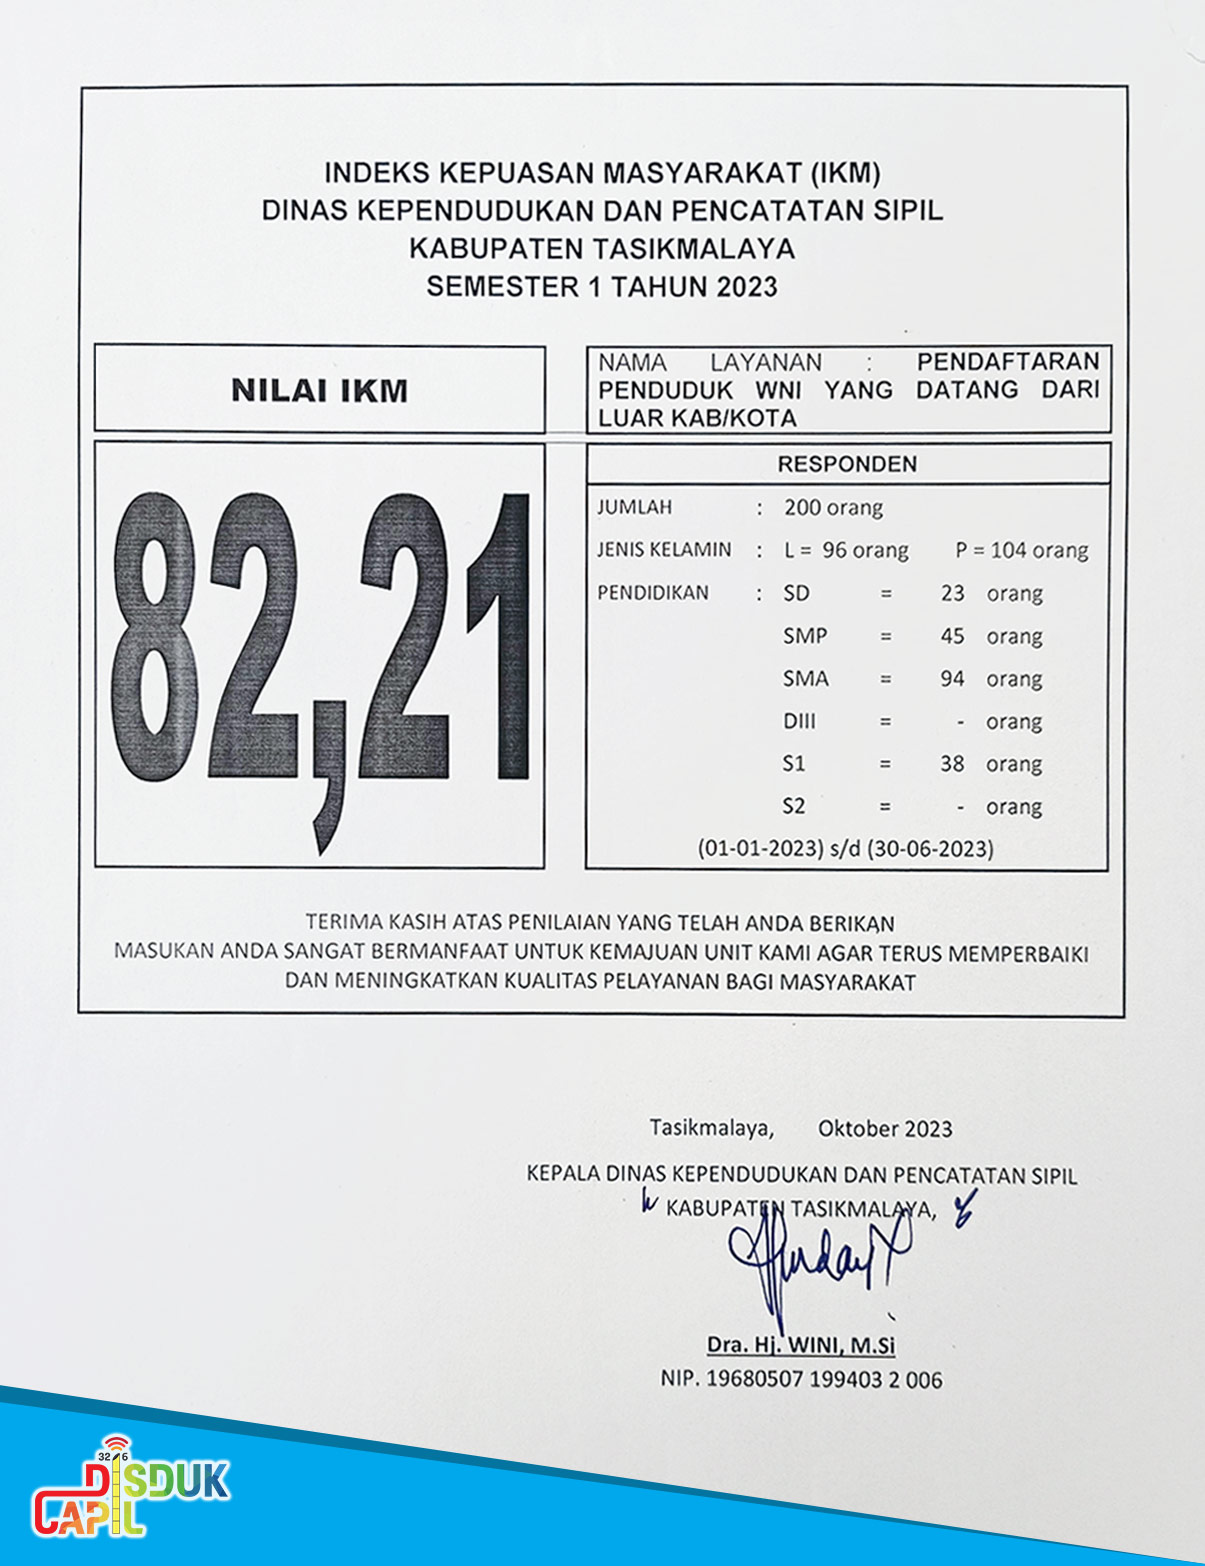 INDEKS KEPUASAN MASYARAKAT (IKM)
DINAS KEPENDUDUKAN DAN PENCATATAN SIPIL
KABUPATEN TASIKMALAYA
SEMESTER 1 TAHUN 2023
NILAI IKM
82,21
NAMA LAYANAN : PENDAFTARAN
PENDUDUK WNI YANG DATANG DARI
LUAR KAB/KOTA
RESPONDEN
JUMLAH : 200 orang
JENIS KELAMIN : L = 96 orang P = 104 orang
PENDIDIKAN : SD = 23 orang
SMP = 45 orang
SMA = 94 orang
DIII = - orang
S1 = 38 orang
S2 = - orang
(01-01-2023) s/d (30-06-2023)
TERIMA KASIH ATAS PENILAIAN YANG TELAH ANDA BERIKAN
MASUKAN ANDA SANGAT BERMANFAAT UNTUK KEMAJUAN UNIT KAMI AGAR TERUS MEMPERBAIKI
DAN MENINGKATKAN KUALITAS PELAYANAN BAGI MASYARAKAT
Tasikmalaya, Oktober 2023
KEPALA DINAS KEPENDUDUKAN DAN PENCATATAN SIPIL
KABUPATEN TASIKMALAYA,
Dra. Hj. WINI, M.Si
NIP. 19680507 199403 2 006
DISDUK
CAPIL